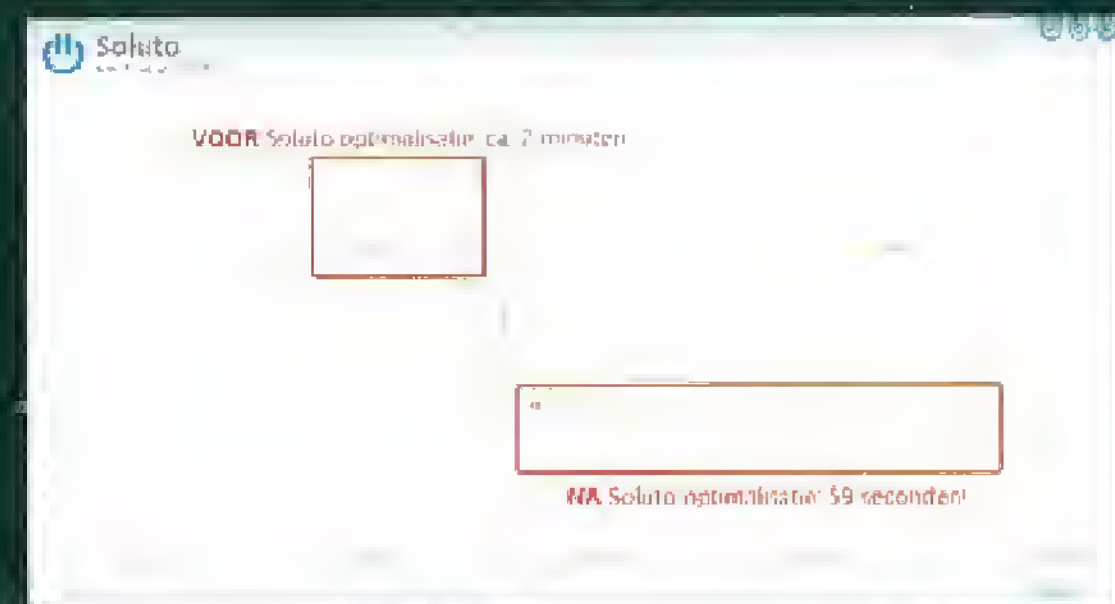 Soluto
VOOR Soluto optimalisatie: ca. 2 minuten
NA Soluto optimalisatie: 59 seconden!